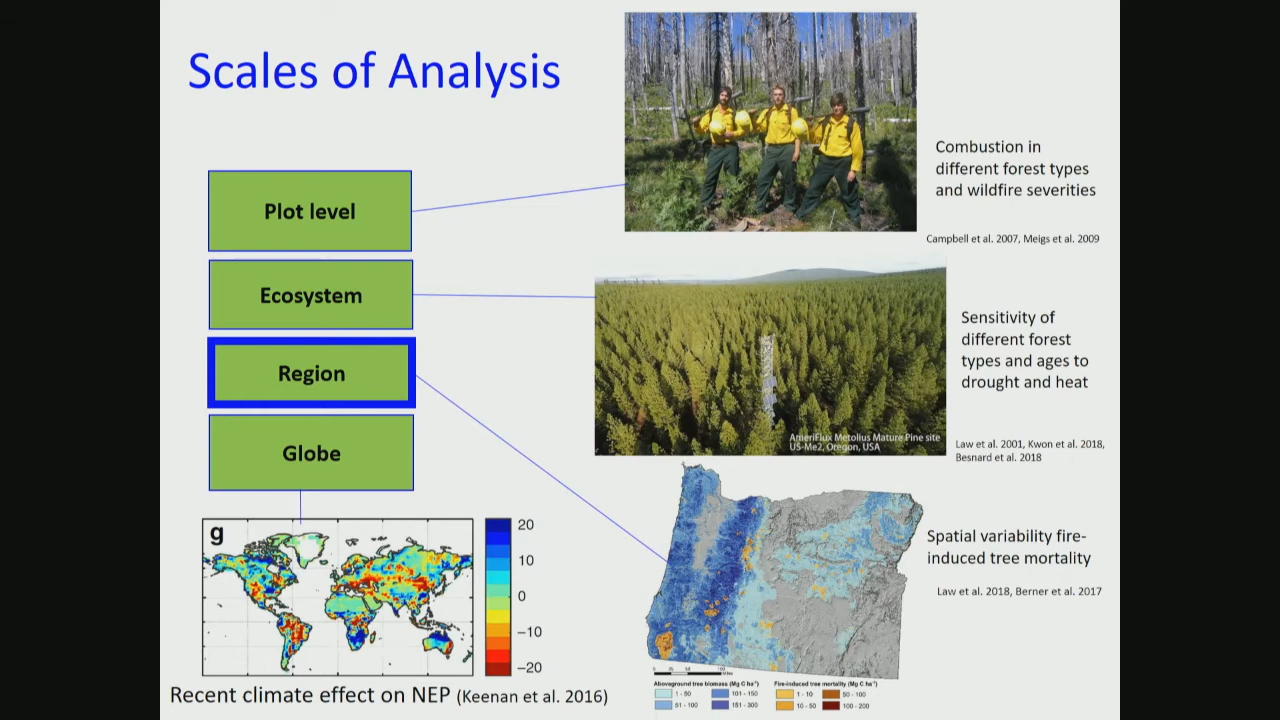 Scales of Analysis
Plot level
Ecosystem
Region
Globe
Combustion in
different forest types
and wildfire severities
Campbell et al. 2007, Meigs et al. 2009
Sensitivity of
different forest
types and ages to
drought and heat
AmeriFlux Metolius Mature Pine site
US-Me2, Oregon, USA
Law et al. 2001, Kwon et al. 2018,
Besnard et al. 2018
Spatial variability fire-
induced tree mortality
Law et al. 2018, Berner et al. 2017
g
20
10
0
−10
−20
Recent climate effect on NEP (Keenan et al. 2016)
Aboveground tree biomass (Mg C ha⁻¹)
1 - 50
101 - 150
51 - 100
151 - 300
Fire-induced tree mortality (Mg C ha⁻¹)
1 - 10
50 - 100
10 - 50
100 - 200